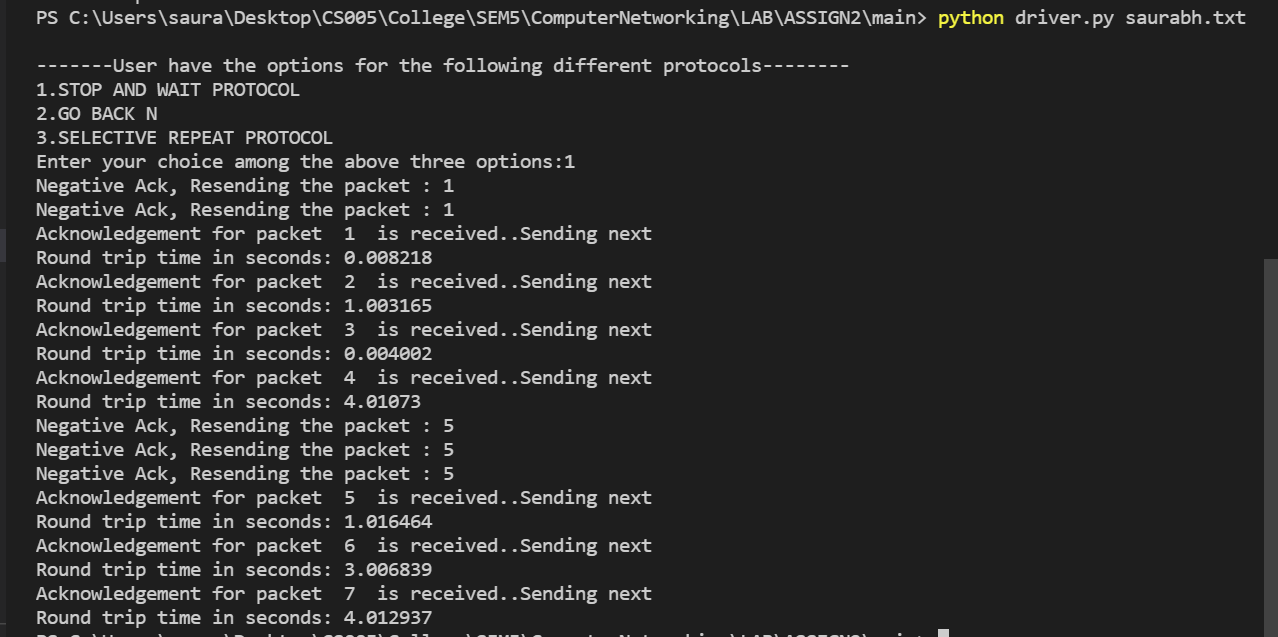 PS C:\Users\saura\Desktop\CS005\College\SEM5\ComputerNetworking\LAB\ASSIGN2\main> python driver.py saurabh.txt
-------User have the options for the following different protocols--------
1.STOP AND WAIT PROTOCOL
2.GO BACK N
3.SELECTIVE REPEAT PROTOCOL
Enter your choice among the above three options:1
Negative Ack, Resending the packet : 1
Negative Ack, Resending the packet : 1
Acknowledgement for packet  1  is received..Sending next
Round trip time in seconds: 0.008218
Acknowledgement for packet  2  is received..Sending next
Round trip time in seconds: 1.003165
Acknowledgement for packet  3  is received..Sending next
Round trip time in seconds: 0.004002
Acknowledgement for packet  4  is received..Sending next
Round trip time in seconds: 4.01073
Negative Ack, Resending the packet : 5
Negative Ack, Resending the packet : 5
Negative Ack, Resending the packet : 5
Acknowledgement for packet  5  is received..Sending next
Round trip time in seconds: 1.016464
Acknowledgement for packet  6  is received..Sending next
Round trip time in seconds: 3.006839
Acknowledgement for packet  7  is received..Sending next
Round trip time in seconds: 4.012937